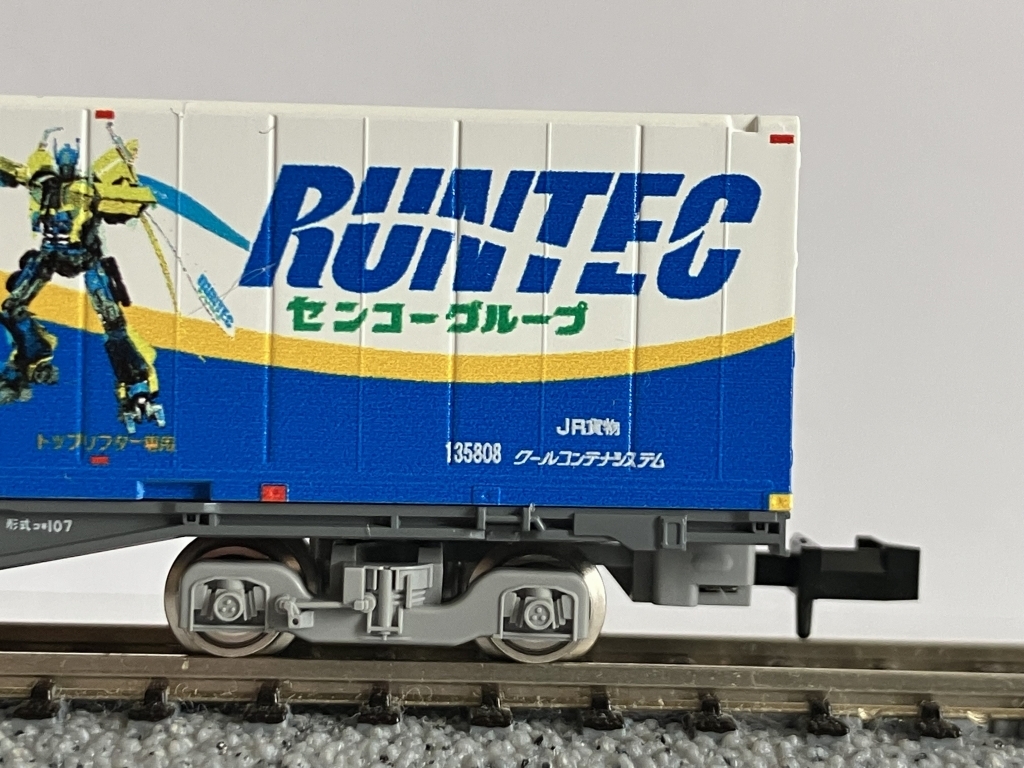 RUNTEC
センコーグループ
RUNTEC
JR貨物
トップリフター専用
135808 クールコンテナシステム
形式コキ107